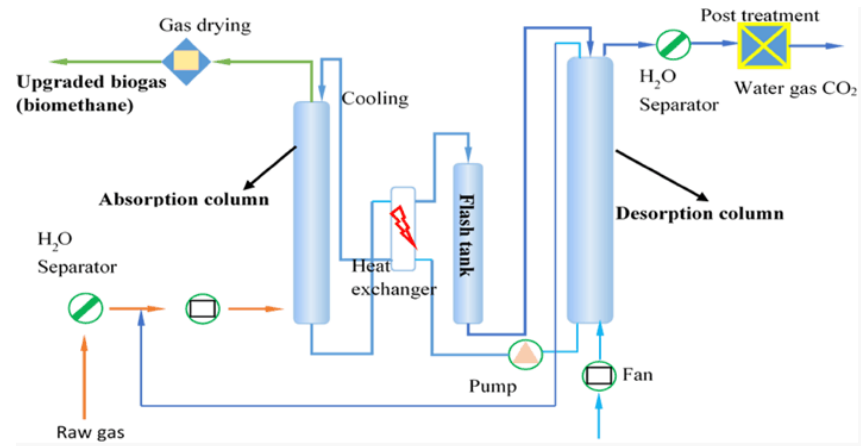 Gas drying
Post treatment
Upgraded biogas
(biomethane)
Cooling
H₂O
Separator
Water gas CO₂
Absorption column
Flash tank
Desorption column
H₂O
Separator
Heat
exchanger
Pump
Fan
Raw gas